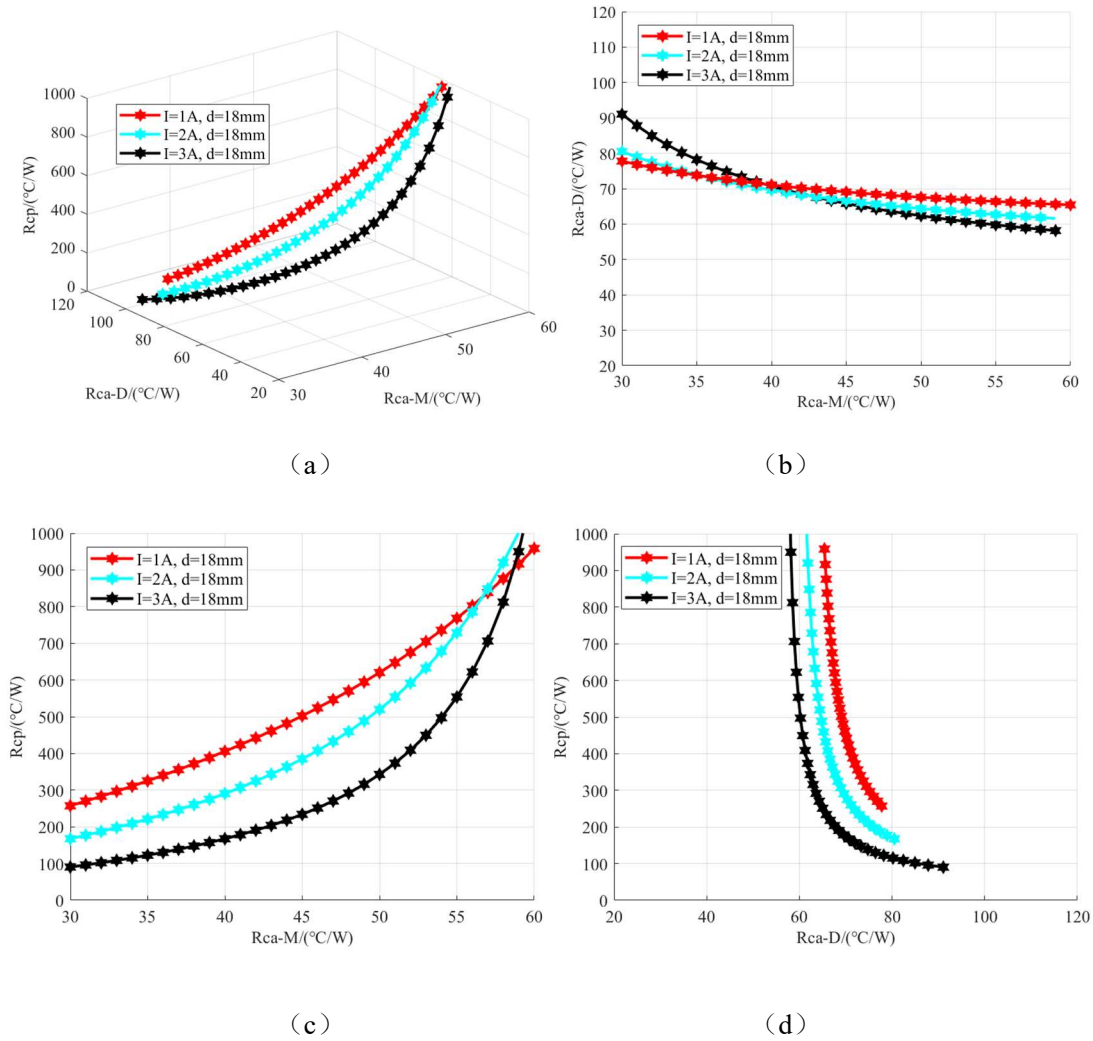 1000
800
600
400
200
0
Rcp/(°C/W)
I=1A, d=18mm
I=2A, d=18mm
I=3A, d=18mm
120
100
80
60
40
20
Rca-D/(°C/W)
30
40
50
60
Rca-M/(°C/W)
（a）
120
110
100
90
80
70
60
50
40
30
20
Rca-D/(°C/W)
I=1A, d=18mm
I=2A, d=18mm
I=3A, d=18mm
30 35 40 45 50 55 60
Rca-M/(°C/W)
（b）
1000
900
800
700
600
500
400
300
200
100
0
Rcp/(°C/W)
I=1A, d=18mm
I=2A, d=18mm
I=3A, d=18mm
30 35 40 45 50 55 60
Rca-M/(°C/W)
（c）
1000
900
800
700
600
500
400
300
200
100
0
Rcp/(°C/W)
I=1A, d=18mm
I=2A, d=18mm
I=3A, d=18mm
20 40 60 80 100 120
Rca-D/(°C/W)
（d）